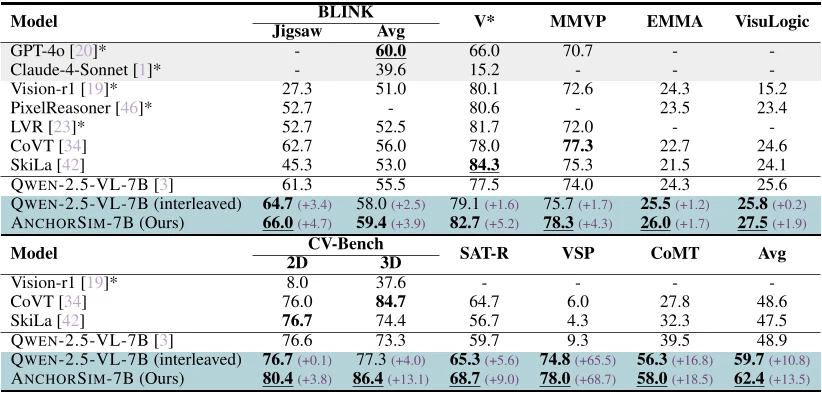 Model BLINK V* MMVP EMMA VisuLogic
Jigsaw Avg
GPT-4o [20]* - 60.0 66.0 70.7 - -
Claude-4-Sonnet [1]* - 39.6 15.2 - - -
Vision-r1 [19]* 27.3 51.0 80.1 72.6 24.3 15.2
PixelReasoner [46]* 52.7 - 80.6 - 23.5 23.4
LVR [23]* 52.7 52.5 81.7 72.0 - -
CoVT [34] 62.7 56.0 78.0 77.3 22.7 24.6
SkiLa [42] 45.3 53.0 84.3 75.3 21.5 24.1
QWEN-2.5-VL-7B [3] 61.3 55.5 77.5 74.0 24.3 25.6
QWEN-2.5-VL-7B (interleaved) 64.7 (+3.4) 58.0 (+2.5) 79.1 (+1.6) 75.7 (+1.7) 25.5 (+1.2) 25.8 (+0.2)
ANCHORSIM-7B (Ours) 66.0 (+4.7) 59.4 (+3.9) 82.7 (+5.2) 78.3 (+4.3) 26.0 (+1.7) 27.5 (+1.9)
Model CV-Bench SAT-R VSP CoMT Avg
2D 3D
Vision-r1 [19]* 8.0 37.6 - - - -
CoVT [34] 76.0 84.7 64.7 6.0 27.8 48.6
SkiLa [42] 76.7 74.4 56.7 4.3 32.3 47.5
QWEN-2.5-VL-7B [3] 76.6 73.3 59.7 9.3 39.5 48.9
QWEN-2.5-VL-7B (interleaved) 76.7 (+0.1) 77.3 (+4.0) 65.3 (+5.6) 74.8 (+65.5) 56.3 (+16.8) 59.7 (+10.8)
ANCHORSIM-7B (Ours) 80.4 (+3.8) 86.4 (+13.1) 68.7 (+9.0) 78.0 (+68.7) 58.0 (+18.5) 62.4 (+13.5)